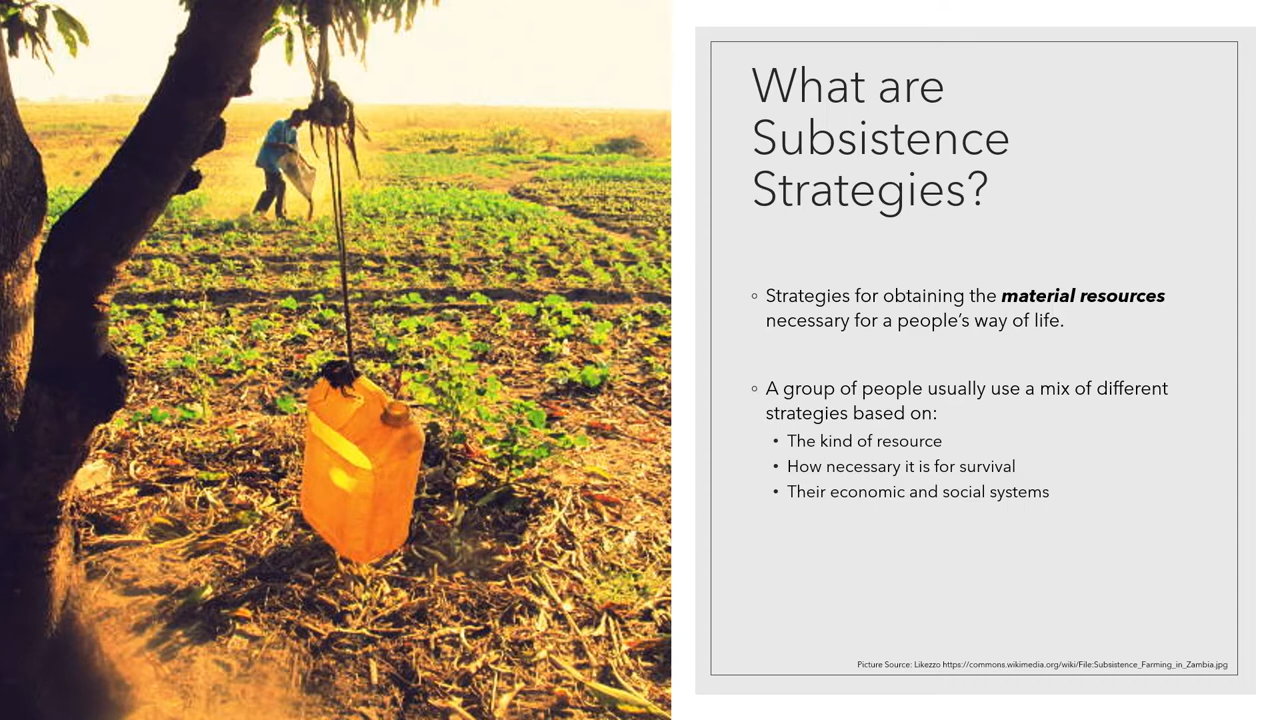 What are
Subsistence
Strategies?
◦ Strategies for obtaining the material resources
necessary for a people’s way of life.
◦ A group of people usually use a mix of different
strategies based on:
• The kind of resource
• How necessary it is for survival
• Their economic and social systems
Picture Source: Likezzo https://commons.wikimedia.org/wiki/File:Subsistence_Farming_in_Zambia.jpg